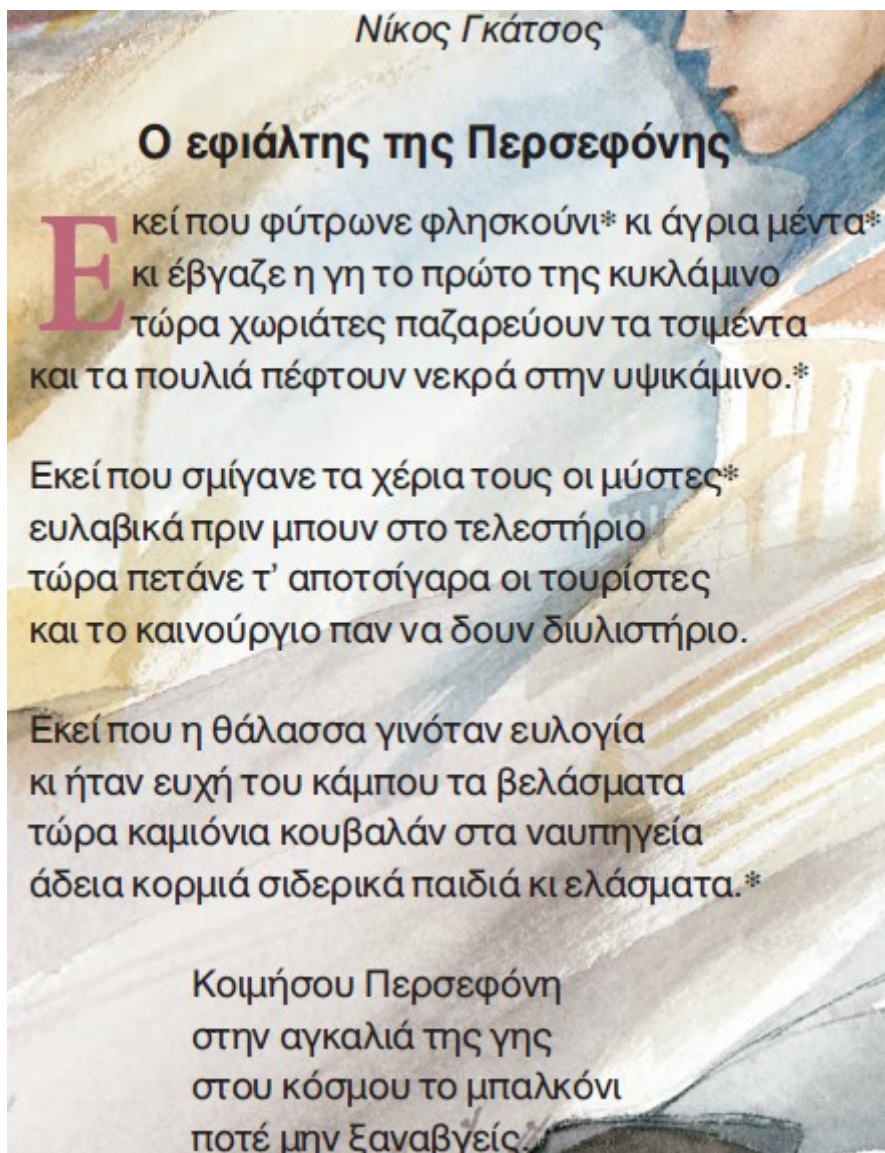 Νίκος Γκάτσος
Ο εφιάλτης της Περσεφόνης
Εκεί που φύτρωνε φλησκούνι* κι άγρια μέντα*
κι έβγαζε η γη το πρώτο της κυκλάμινο
τώρα χωριάτες παζαρεύουν τα τσιμέντα
και τα πουλιά πέφτουν νεκρά στην υψικάμινο.*
Εκεί που σμίγανε τα χέρια τους οι μύστες*
ευλαβικά πριν μπουν στο τελεστήριο
τώρα πετάνε τ’ αποτσίγαρα οι τουρίστες
και το καινούργιο παν να δουν διυλιστήριο.
Εκεί που η θάλασσα γινόταν ευλογία
κι ήταν ευχή του κάμπου τα βελάσματα
τώρα καμιόνια κουβαλάν στα ναυπηγεία
άδεια κορμιά σιδερικά παιδιά κι ελάσματα.*
Κοιμήσου Περσεφόνη
στην αγκαλιά της γης
στου κόσμου το μπαλκόνι
ποτέ μην ξαναβγείς.